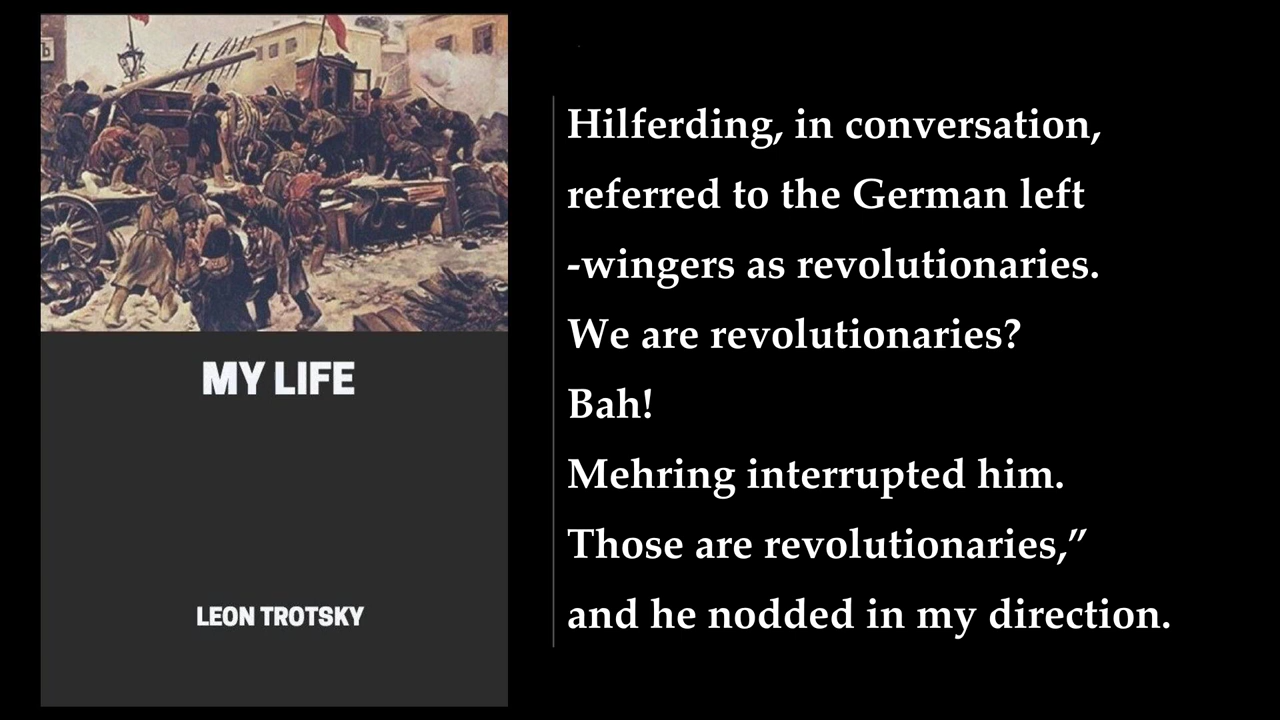 MY LIFE
LEON TROTSKY
Hilferding, in conversation,
referred to the German left
-wingers as revolutionaries.
We are revolutionaries?
Bah!
Mehring interrupted him.
Those are revolutionaries,”
and he nodded in my direction.